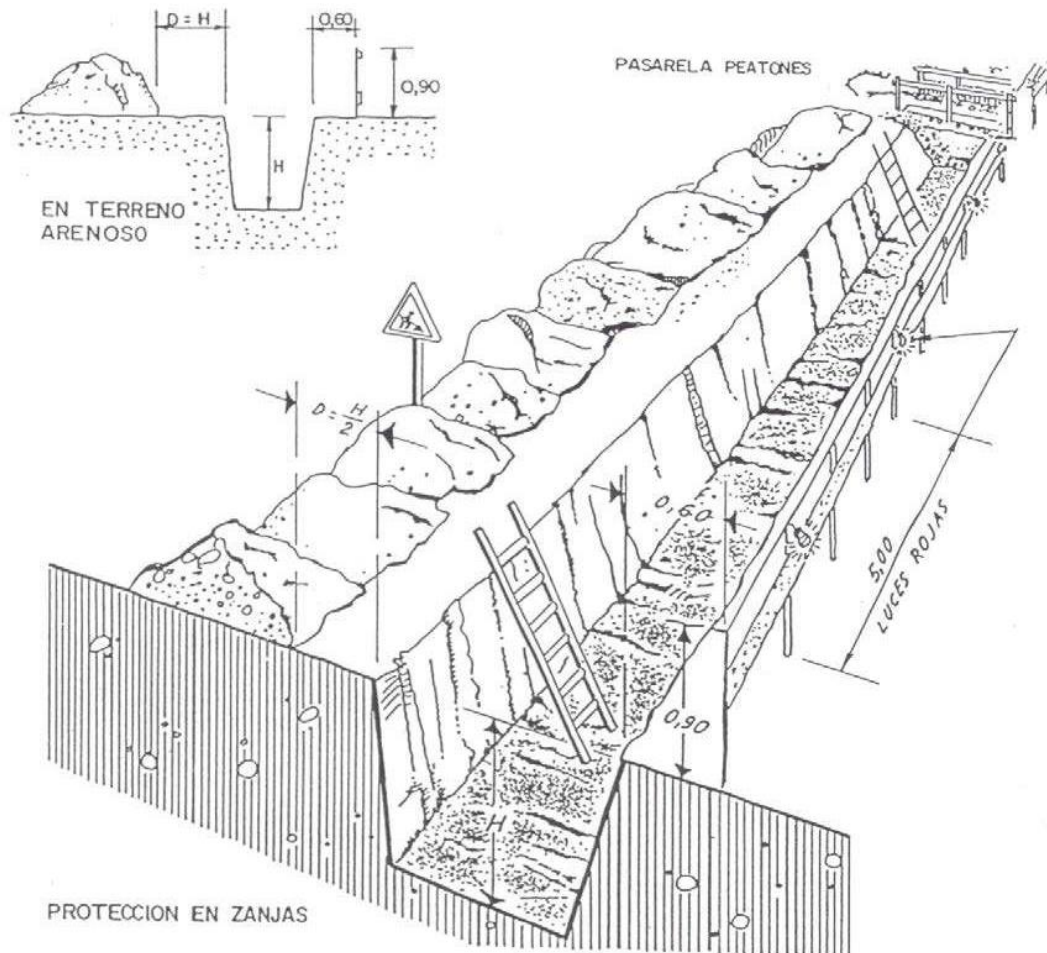 D = H
0,60
0,90
H
EN TERRENO
ARENOSO
PASARELA PEATONES
D = H
2
0,60
5,00
LUCES ROJAS
0,90
H
PROTECCION EN ZANJAS